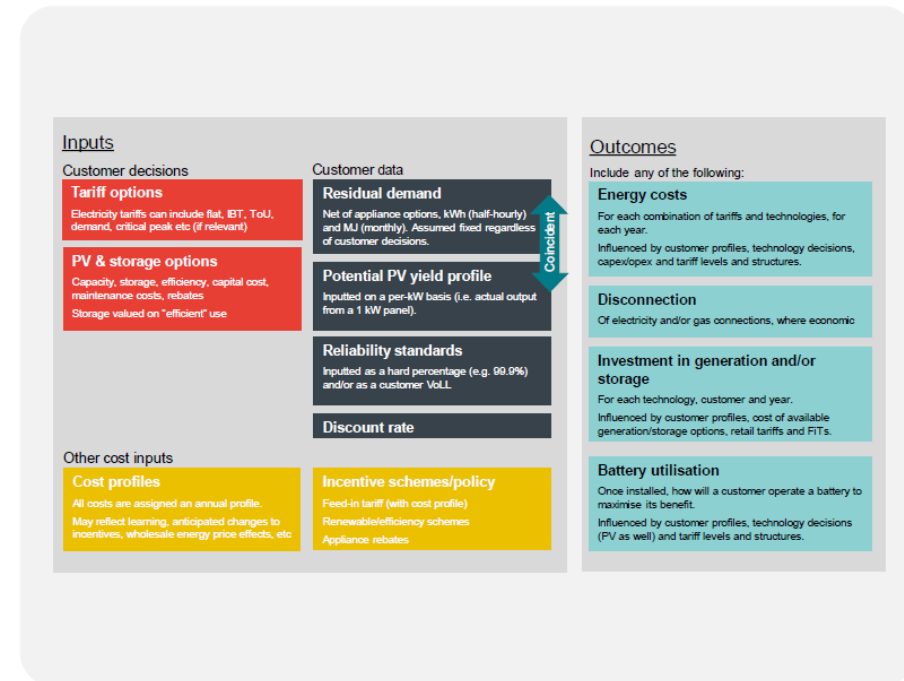 Inputs
Customer decisions
Tariff options
Electricity tariffs can include flat, IBT, ToU,
demand, critical peak etc (if relevant)
PV & storage options
Capacity, storage, efficiency, capital cost,
maintenance costs, rebates
Storage valued on "efficient" use
Customer data
Residual demand
Net of appliance options, kWh (half-hourly)
and MJ (monthly). Assumed fixed regardless
of customer decisions.
Coincident
Potential PV yield profile
Inputted on a per-kW basis (i.e. actual output
from a 1 kW panel).
Reliability standards
Inputted as a hard percentage (e.g. 99.9%)
and/or as a customer VoLL
Discount rate
Other cost inputs
Cost profiles
All costs are assigned an annual profile.
May reflect learning, anticipated changes to
incentives, wholesale energy price effects, etc
Incentive schemes/policy
Feed-in tariff (with cost profile)
Renewable/efficiency schemes
Appliance rebates
Outcomes
Include any of the following:
Energy costs
For each combination of tariffs and technologies, for
each year.
Influenced by customer profiles, technology decisions,
capex/opex and tariff levels and structures.
Disconnection
Of electricity and/or gas connections, where economic
Investment in generation and/or
storage
For each technology, customer and year.
Influenced by customer profiles, cost of available
generation/storage options, retail tariffs and FiTs.
Battery utilisation
Once installed, how will a customer operate a battery to
maximise its benefit.
Influenced by customer profiles, technology decisions
(PV as well) and tariff levels and structures.